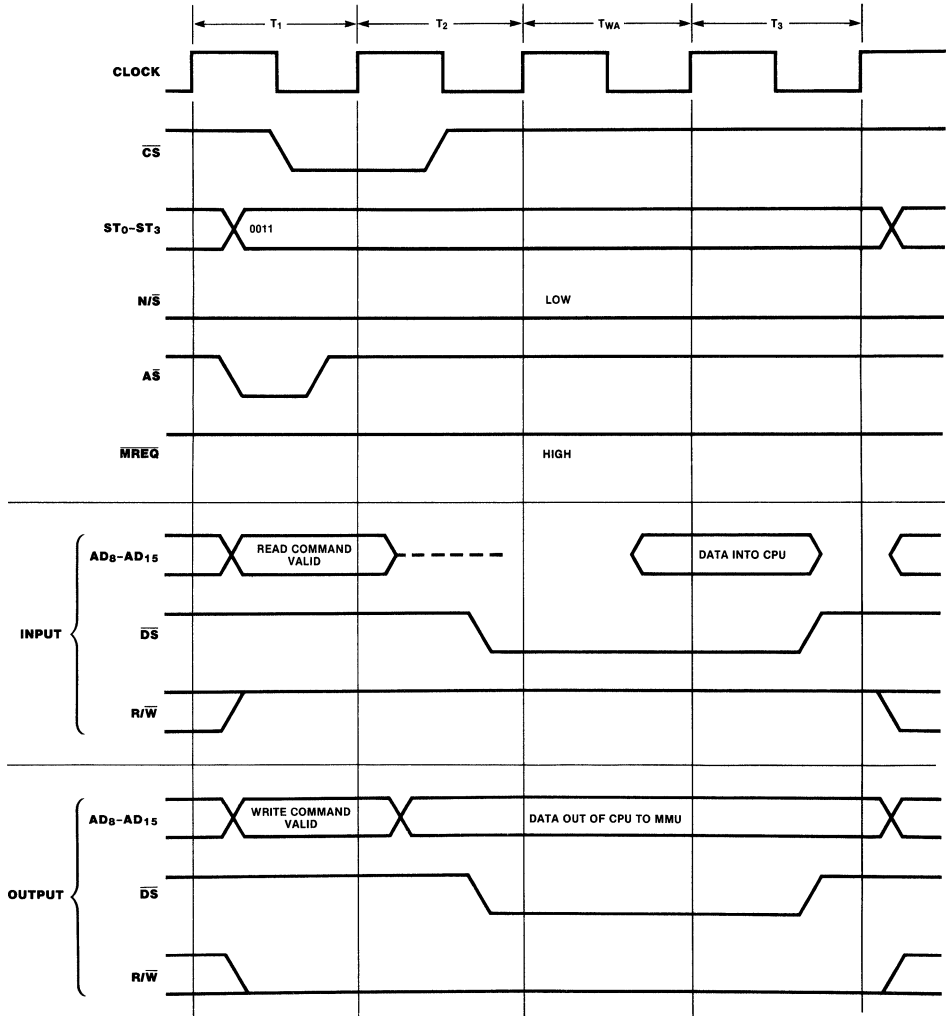 T1 T2 TWA T3
CLOCK
CS
ST0–ST3 0011
N/S LOW
AS
MREQ HIGH
INPUT
AD8–AD15 READ COMMAND VALID DATA INTO CPU
DS
R/W
OUTPUT
AD8–AD15 WRITE COMMAND VALID DATA OUT OF CPU TO MMU
DS
R/W